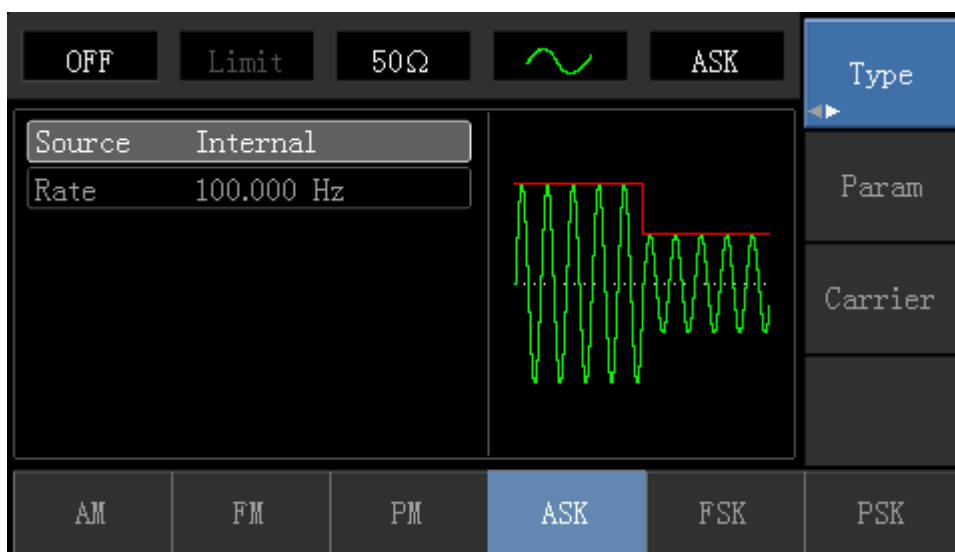 OFF Limit 50Ω ASK Type
Source Internal
Rate 100.000 Hz
Param
Carrier
AM FM PM ASK FSK PSK